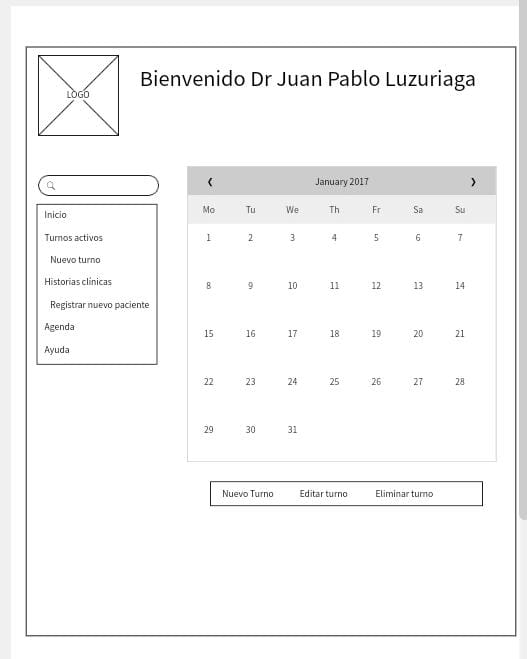 Bienvenido Dr Juan Pablo Luzuriaga
LOGO
Inicio
Turnos activos
Nuevo turno
Historias clínicas
Registrar nuevo paciente
Agenda
Ayuda
January 2017
Mo Tu We Th Fr Sa Su
1 2 3 4 5 6 7
8 9 10 11 12 13 14
15 16 17 18 19 20 21
22 23 24 25 26 27 28
29 30 31
Nuevo Turno Editar turno Eliminar turno